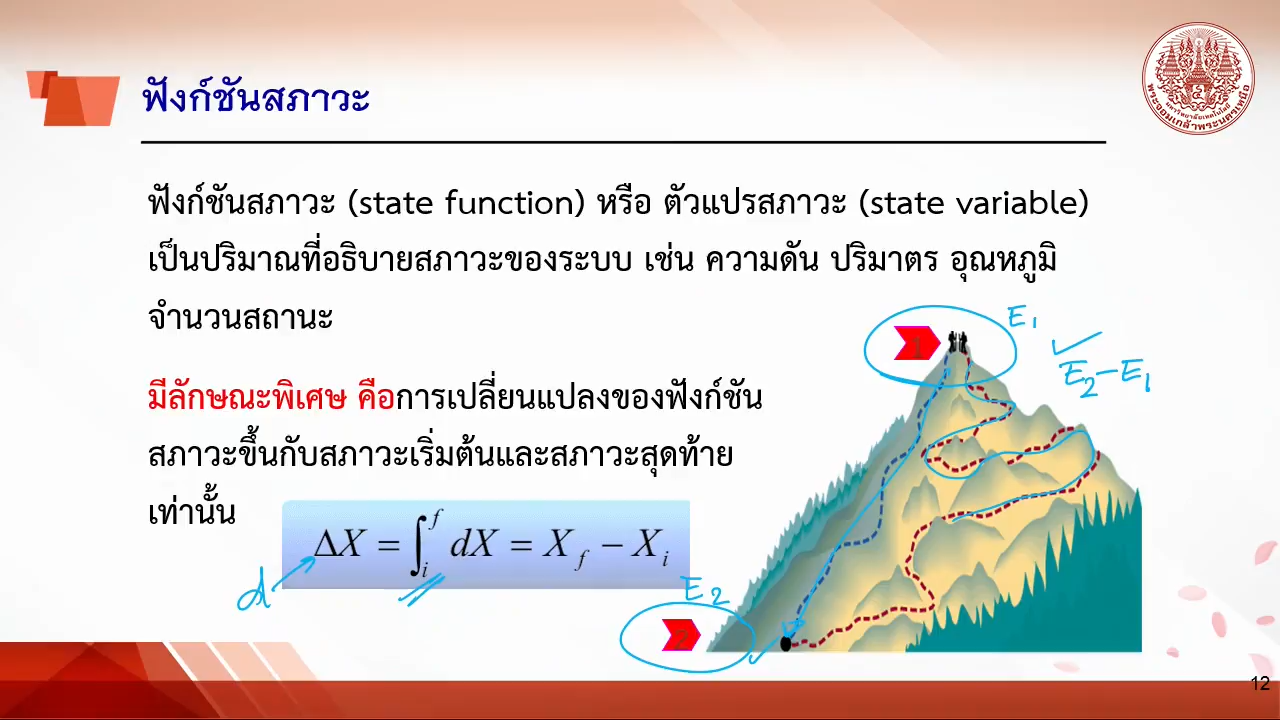 ฟังก์ชันสภาวะ
ฟังก์ชันสภาวะ (state function) หรือ ตัวแปรสภาวะ (state variable)
เป็นปริมาณที่อธิบายสภาวะของระบบ เช่น ความดัน ปริมาตร อุณหภูมิ
จำนวนสถานะ
มีลักษณะพิเศษ คือการเปลี่ยนแปลงของฟังก์ชัน
สภาวะขึ้นกับสภาวะเริ่มต้นและสภาวะสุดท้าย
เท่านั้น
ΔX = ∫_i^f dX = X_f − X_i
1
E₁
E₂ − E₁
E₂
2
12